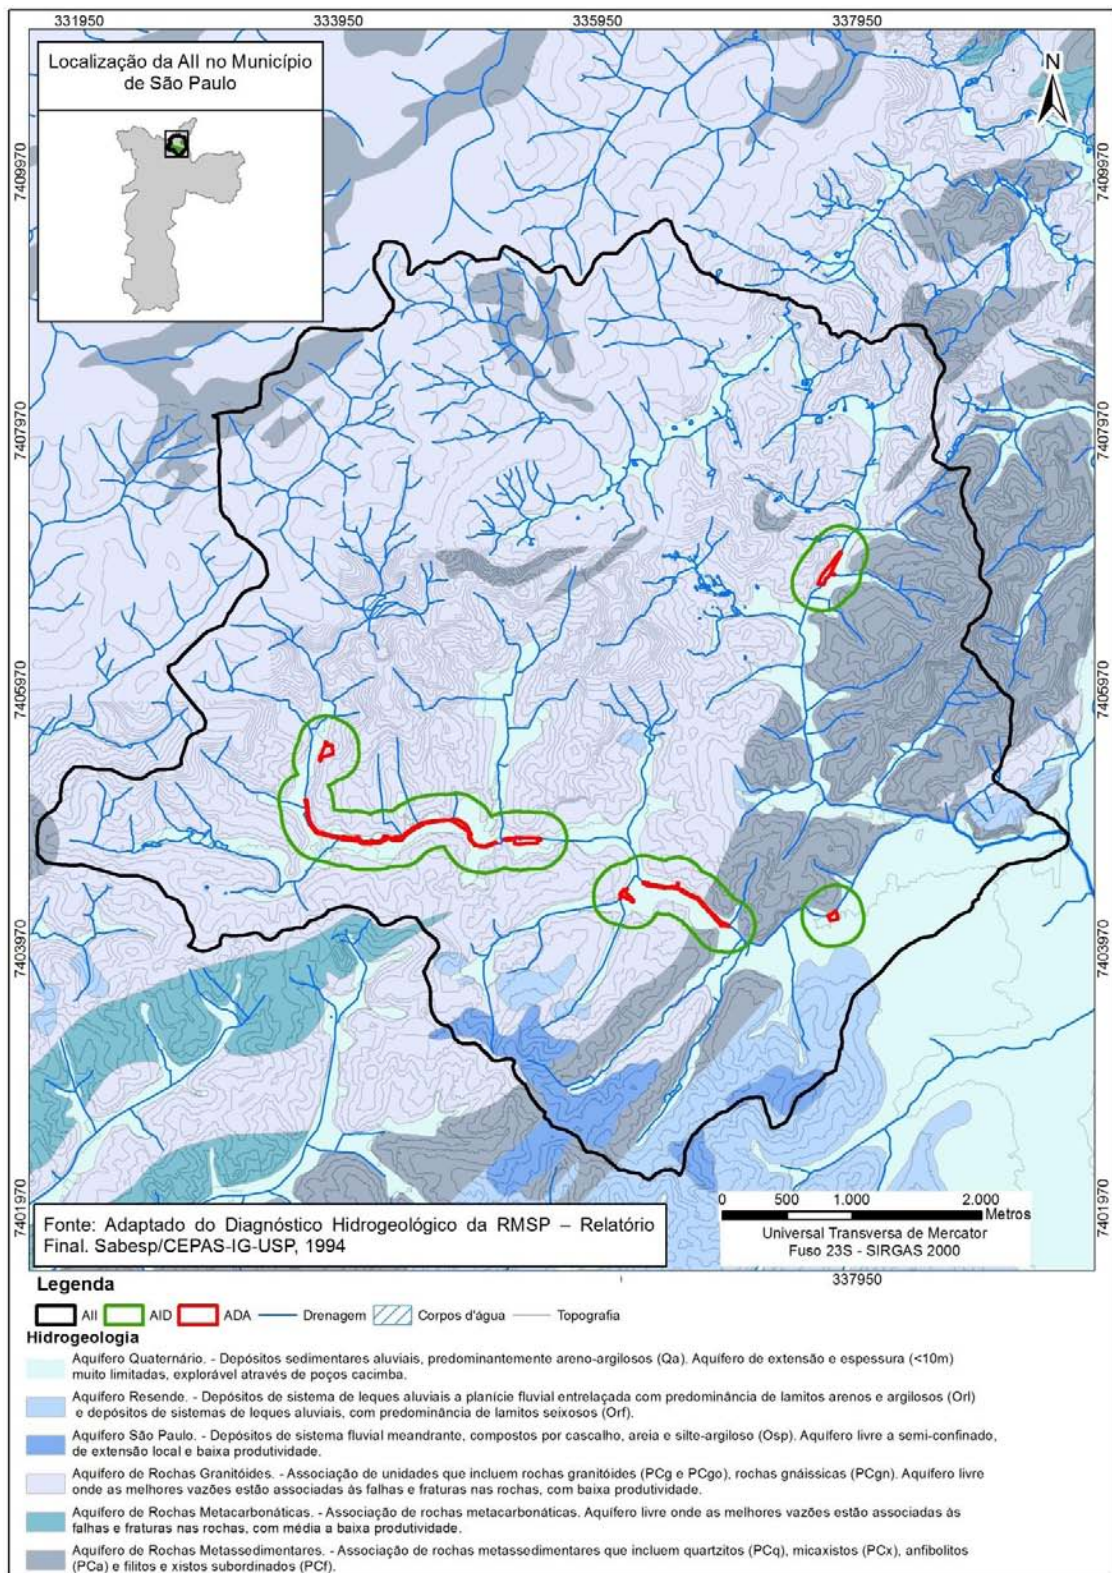 331950 333950 335950 337950
Localização da AII no Município
de São Paulo
N
7409970 7409970
7407970 7407970
7405970 7405970
7403970 7403970
7401970 7401970
Fonte: Adaptado do Diagnóstico Hidrogeológico da RMSP – Relatório
Final. Sabesp/CEPAS-IG-USP, 1994
0 500 1.000 2.000
Metros
Universal Transversa de Mercator
Fuso 23S - SIRGAS 2000
337950
Legenda
AII AID ADA Drenagem Corpos d'água Topografia
Hidrogeologia
Aquífero Quaternário. - Depósitos sedimentares aluviais, predominantemente areno-argilosos (Qa). Aquífero de extensão e espessura (<10m)
muito limitadas, explorável através de poços cacimba.
Aquífero Resende. - Depósitos de sistema de leques aluviais a planície fluvial entrelaçada com predominância de lamitos arenos e argilosos (Orl)
e depósitos de sistemas de leques aluviais, com predominância de lamitos seixosos (Orf).
Aquífero São Paulo. - Depósitos de sistema fluvial meandrante, compostos por cascalho, areia e silte-argiloso (Osp). Aquífero livre a semi-confinado,
de extensão local e baixa produtividade.
Aquífero de Rochas Granitóides. - Associação de unidades que incluem rochas granitóides (PCg e PCgo), rochas gnáissicas (PCgn). Aquífero livre
onde as melhores vazões estão associadas às falhas e fraturas nas rochas, com baixa produtividade.
Aquífero de Rochas Metacarbonáticas. - Associação de rochas metacarbonáticas. Aquífero livre onde as melhores vazões estão associadas às
falhas e fraturas nas rochas, com média a baixa produtividade.
Aquífero de Rochas Metassedimentares. - Associação de rochas metassedimentares que incluem quartzitos (PCq), micaxistos (PCx), anfibolitos
(PCa) e filitos e xistos subordinados (PCf).